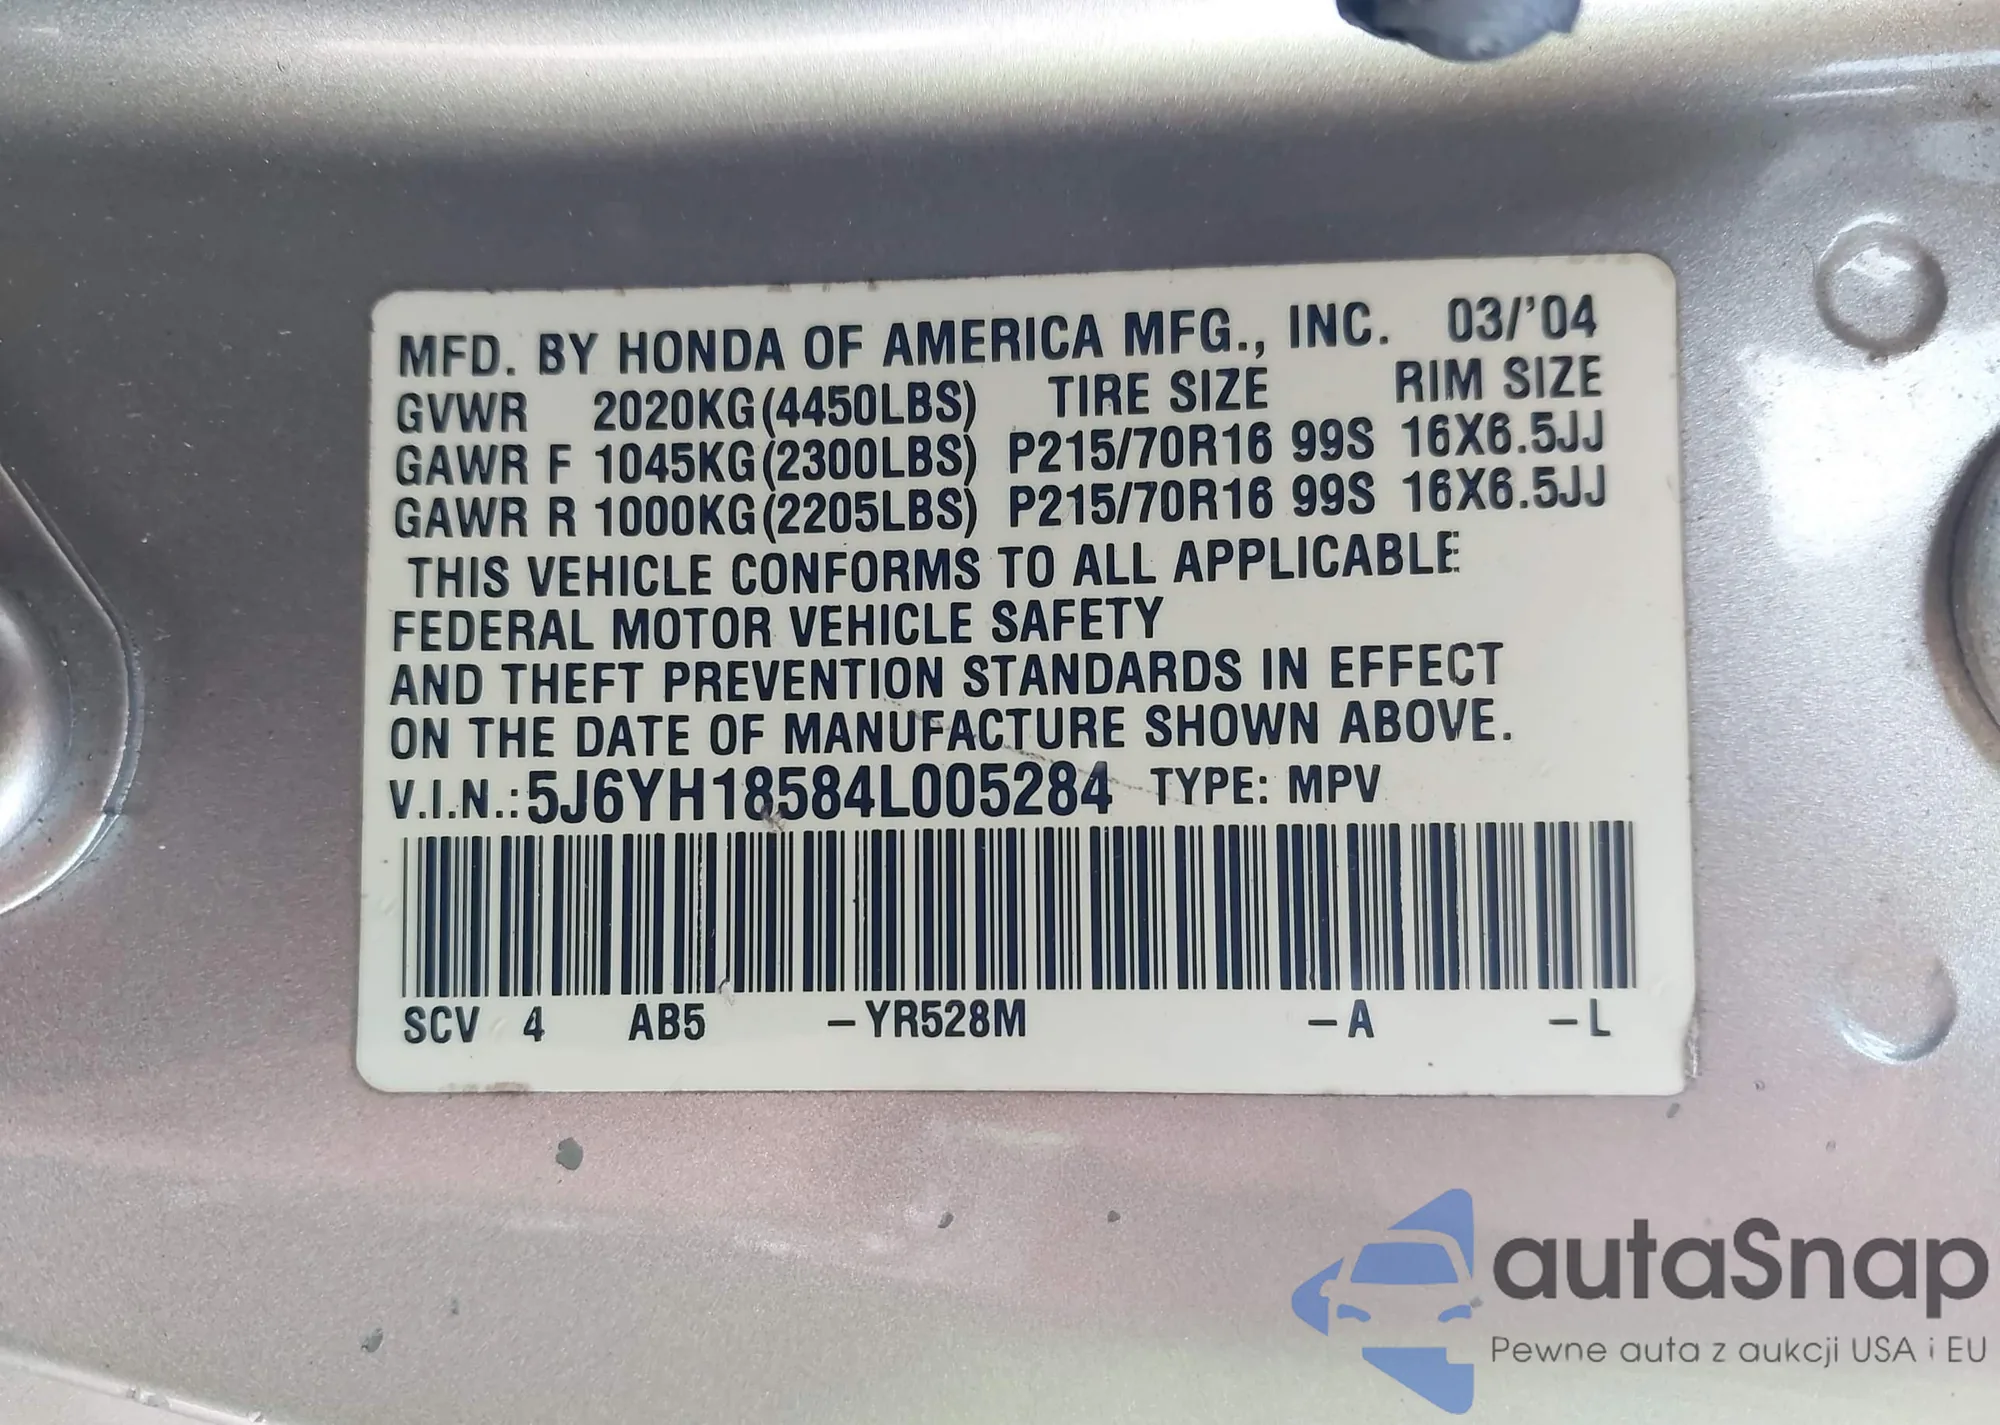 MFD. BY HONDA OF AMERICA MFG., INC. 03/'04
GVWR 2020KG(4450LBS) TIRE SIZE RIM SIZE
GAWR F 1045KG(2300LBS) P215/70R16 99S 16X6.5JJ
GAWR R 1000KG(2205LBS) P215/70R16 99S 16X6.5JJ
THIS VEHICLE CONFORMS TO ALL APPLICABLE
FEDERAL MOTOR VEHICLE SAFETY
AND THEFT PREVENTION STANDARDS IN EFFECT
ON THE DATE OF MANUFACTURE SHOWN ABOVE.
V.I.N.: 5J6YH18584L005284 TYPE: MPV
SCV 4 AB5 -YR528M -A -L
autaSnap
Pewne auta z aukcji USA i EU